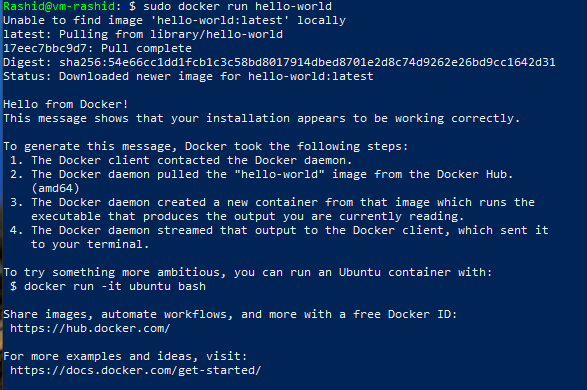 Rashid@vm-rashid: $ sudo docker run hello-world
Unable to find image 'hello-world:latest' locally
latest: Pulling from library/hello-world
17eec7bbc9d7: Pull complete
Digest: sha256:54e66cc1dd1fcb1c3c58bd8017914dbed8701e2d8c74d9262e26bd9cc1642d31
Status: Downloaded newer image for hello-world:latest

Hello from Docker!
This message shows that your installation appears to be working correctly.

To generate this message, Docker took the following steps:
 1. The Docker client contacted the Docker daemon.
 2. The Docker daemon pulled the "hello-world" image from the Docker Hub.
    (amd64)
 3. The Docker daemon created a new container from that image which runs the
    executable that produces the output you are currently reading.
 4. The Docker daemon streamed that output to the Docker client, which sent it
    to your terminal.

To try something more ambitious, you can run an Ubuntu container with:
 $ docker run -it ubuntu bash

Share images, automate workflows, and more with a free Docker ID:
 https://hub.docker.com/

For more examples and ideas, visit:
 https://docs.docker.com/get-started/